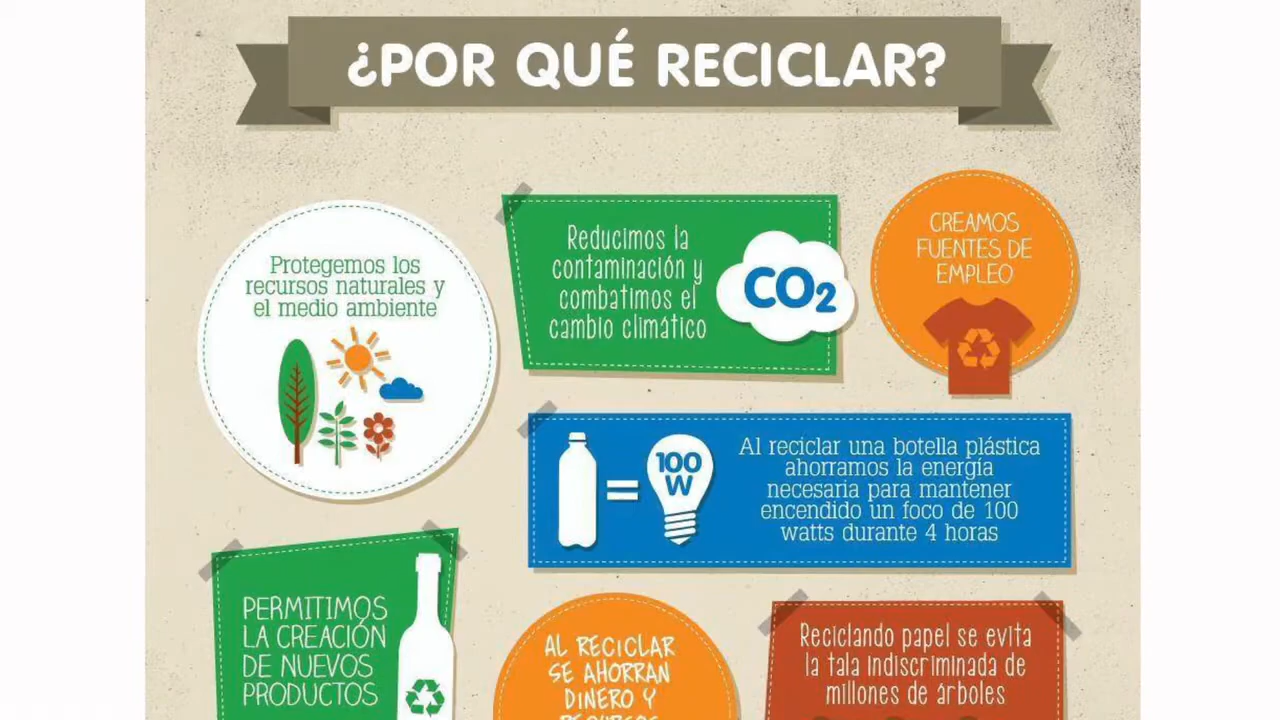 ¿POR QUÉ RECICLAR?
Protegemos los
recursos naturales y
el medio ambiente
Reducimos la
contaminación y
combatimos el
cambio climático
CO2
CREAMOS
FUENTES DE
EMPLEO
100
W
=
Al reciclar una botella plástica
ahorramos la energía
necesaria para mantener
encendido un foco de 100
watts durante 4 horas
PERMITIMOS
LA CREACIÓN
DE NUEVOS
PRODUCTOS
AL RECICLAR
SE AHORRAN
DINERO Y
RECURSOS
Reciclando papel se evita
la tala indiscriminada de
millones de árboles